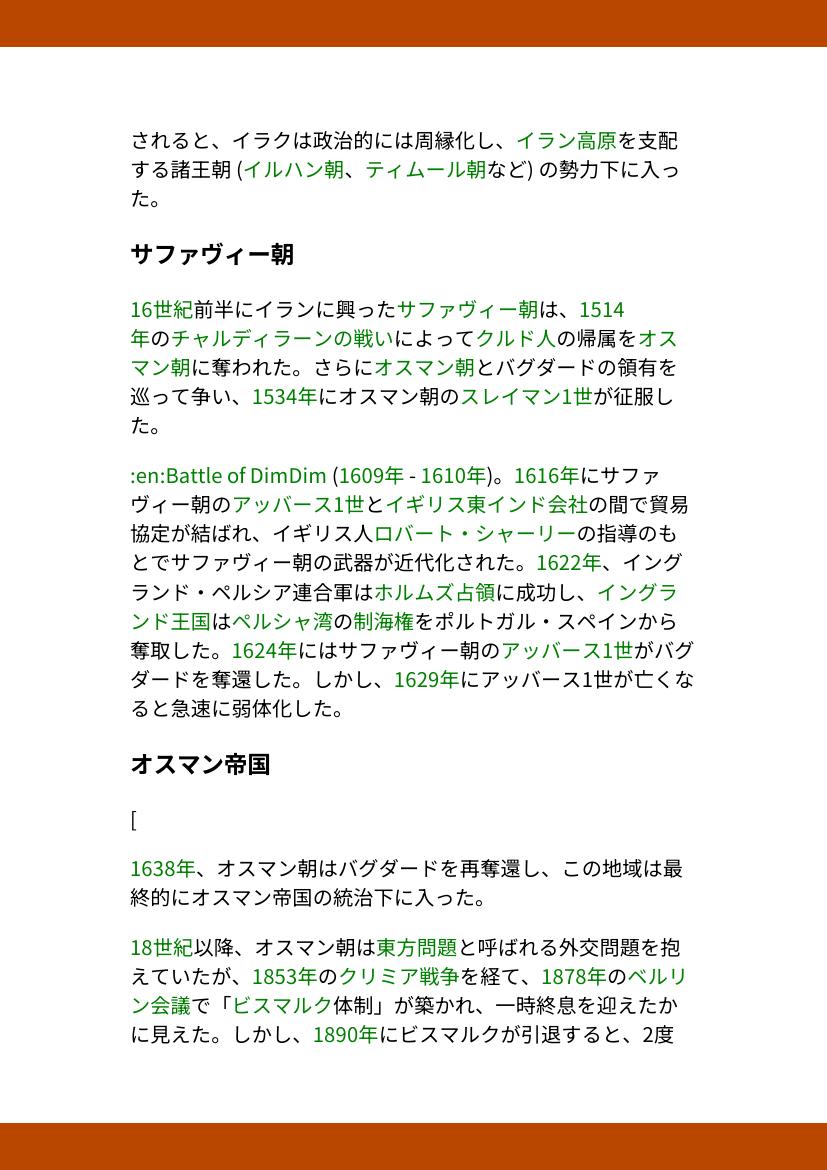 されると、イラクは政治的には周縁化し、イラン高原を支配
する諸王朝 (イルハン朝、ティムール朝など) の勢力下に入っ
た。
サファヴィー朝
16世紀前半にイランに興ったサファヴィー朝は、1514
年のチャルディラーンの戦いによってクルド人の帰属をオス
マン朝に奪われた。さらにオスマン朝とバグダードの領有を
巡って争い、1534年にオスマン朝のスレイマン1世が征服し
た。
:en:Battle of DimDim (1609年 - 1610年)。1616年にサファ
ヴィー朝のアッバース1世とイギリス東インド会社の間で貿易
協定が結ばれ、イギリス人ロバート・シャーリーの指導のも
とでサファヴィー朝の武器が近代化された。1622年、イング
ランド・ペルシア連合軍はホルムズ占領に成功し、イングラ
ンド王国はペルシャ湾の制海権をポルトガル・スペインから
奪取した。1624年にはサファヴィー朝のアッバース1世がバグ
ダードを奪還した。しかし、1629年にアッバース1世が亡くな
ると急速に弱体化した。
オスマン帝国
[
1638年、オスマン朝はバグダードを再奪還し、この地域は最
終的にオスマン帝国の統治下に入った。
18世紀以降、オスマン朝は東方問題と呼ばれる外交問題を抱
えていたが、1853年のクリミア戦争を経て、1878年のベルリ
ン会議で「ビスマルク体制」が築かれ、一時終息を迎えたか
に見えた。しかし、1890年にビスマルクが引退すると、2度